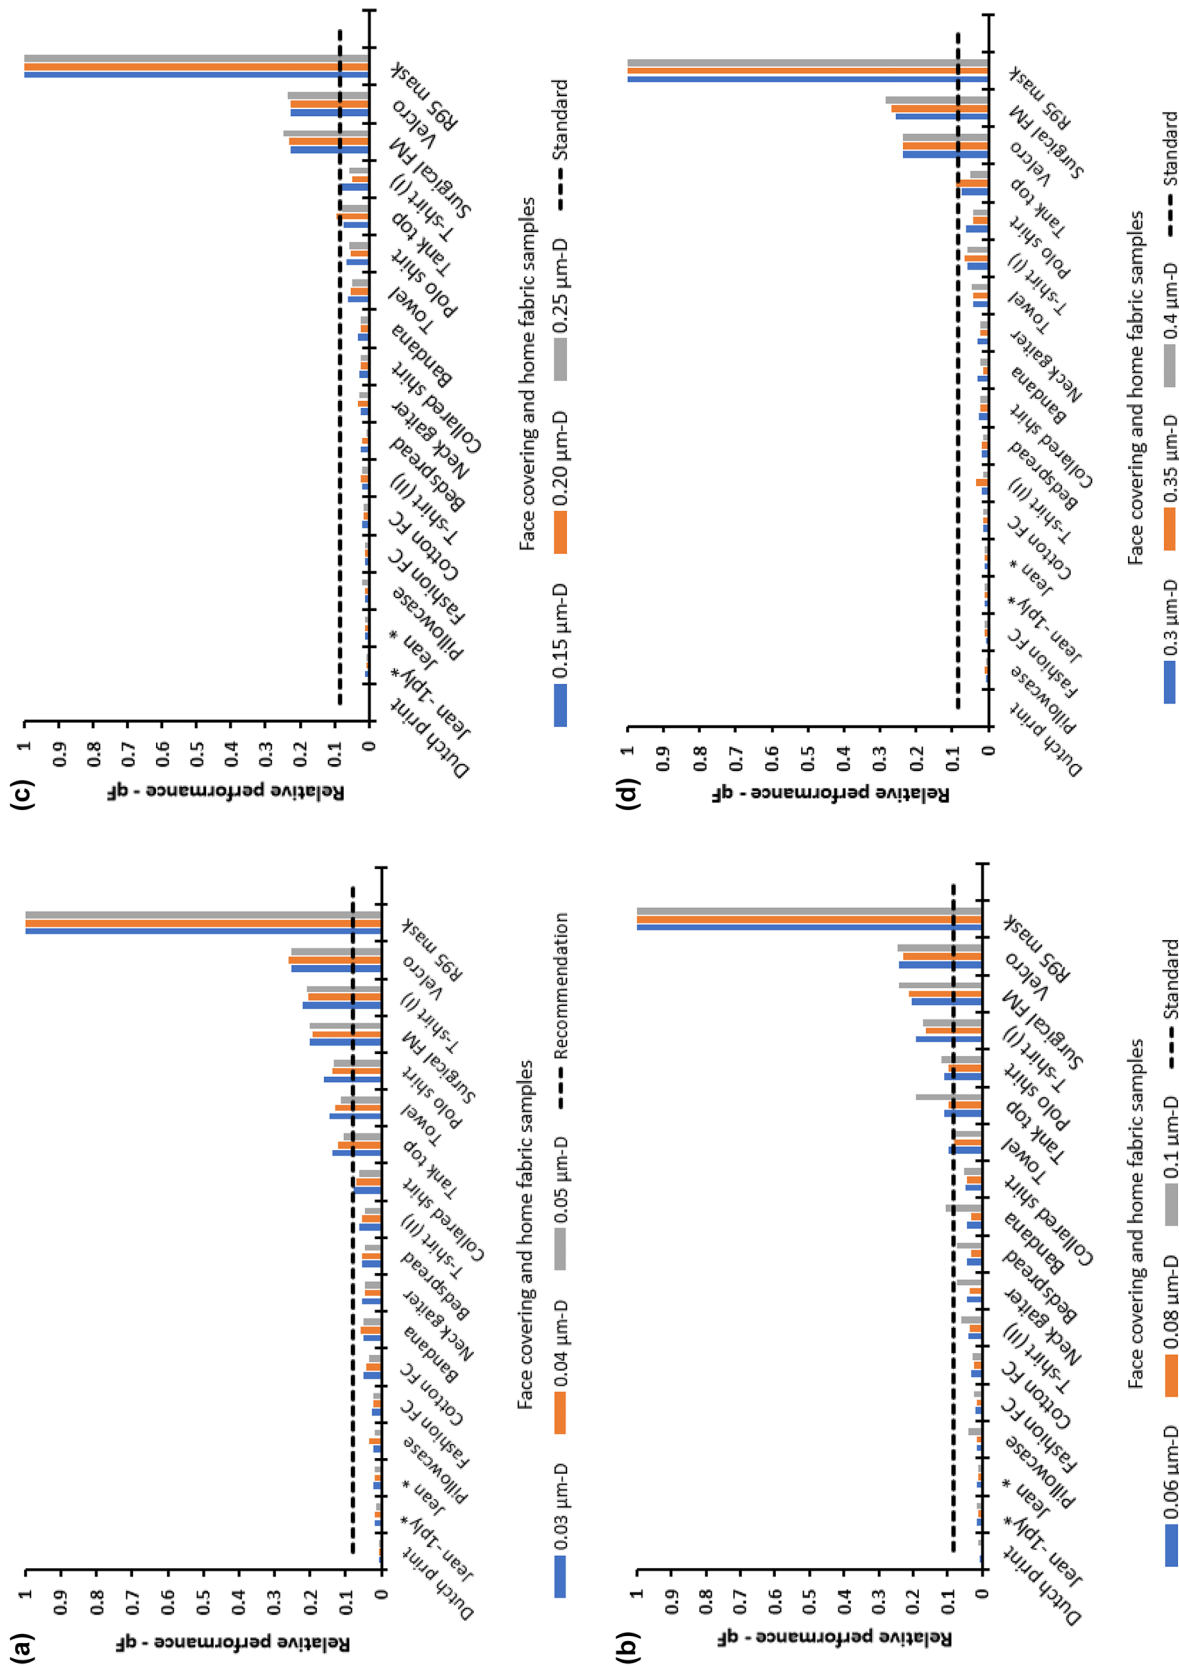 (a)
Relative performance - qF
1
0.9
0.8
0.7
0.6
0.5
0.4
0.3
0.2
0.1
0
Dutch print
Jean -1ply*
Jean *
Pillowcase
Fashion FC
Cotton FC
Bandana
Neck gaiter
Bedspread
T-shirt (II)
Collared shirt
Tank top
Towel
Polo shirt
Surgical FM
T-shirt (I)
Velcro
R95 mask
Face covering and home fabric samples
0.03 µm-D
0.04 µm-D
0.05 µm-D
Recommendation
(c)
Relative performance - qF
1
0.9
0.8
0.7
0.6
0.5
0.4
0.3
0.2
0.1
0
Dutch print
Jean -1ply*
Jean *
Pillowcase
Fashion FC
Cotton FC
T-shirt (II)
Bedspread
Neck gaiter
Collared shirt
Bandana
Towel
Polo shirt
Tank top
T-shirt (I)
Surgical FM
Velcro
R95 mask
Face covering and home fabric samples
0.15 µm-D
0.20 µm-D
0.25 µm-D
Standard
(b)
Relative performance - qF
1
0.9
0.8
0.7
0.6
0.5
0.4
0.3
0.2
0.1
0
Dutch print
Jean -1ply*
Jean *
Pillowcase
Fashion FC
Cotton FC
T-shirt (II)
Neck gaiter
Bedspread
Bandana
Collared shirt
Towel
Tank top
Polo shirt
T-shirt (I)
Surgical FM
Velcro
R95 mask
Face covering and home fabric samples
0.06 µm-D
0.08 µm-D
0.1 µm-D
Standard
(d)
Relative performance - qF
1
0.9
0.8
0.7
0.6
0.5
0.4
0.3
0.2
0.1
0
Dutch print
Pillowcase
Fashion FC
Jean -1ply*
Jean *
Cotton FC
T-shirt (II)
Bedspread
Collared shirt
Bandana
Neck gaiter
Towel
T-shirt (I)
Polo shirt
Tank top
Velcro
Surgical FM
R95 mask
Face covering and home fabric samples
0.3 µm-D
0.35 µm-D
0.4 µm-D
Standard